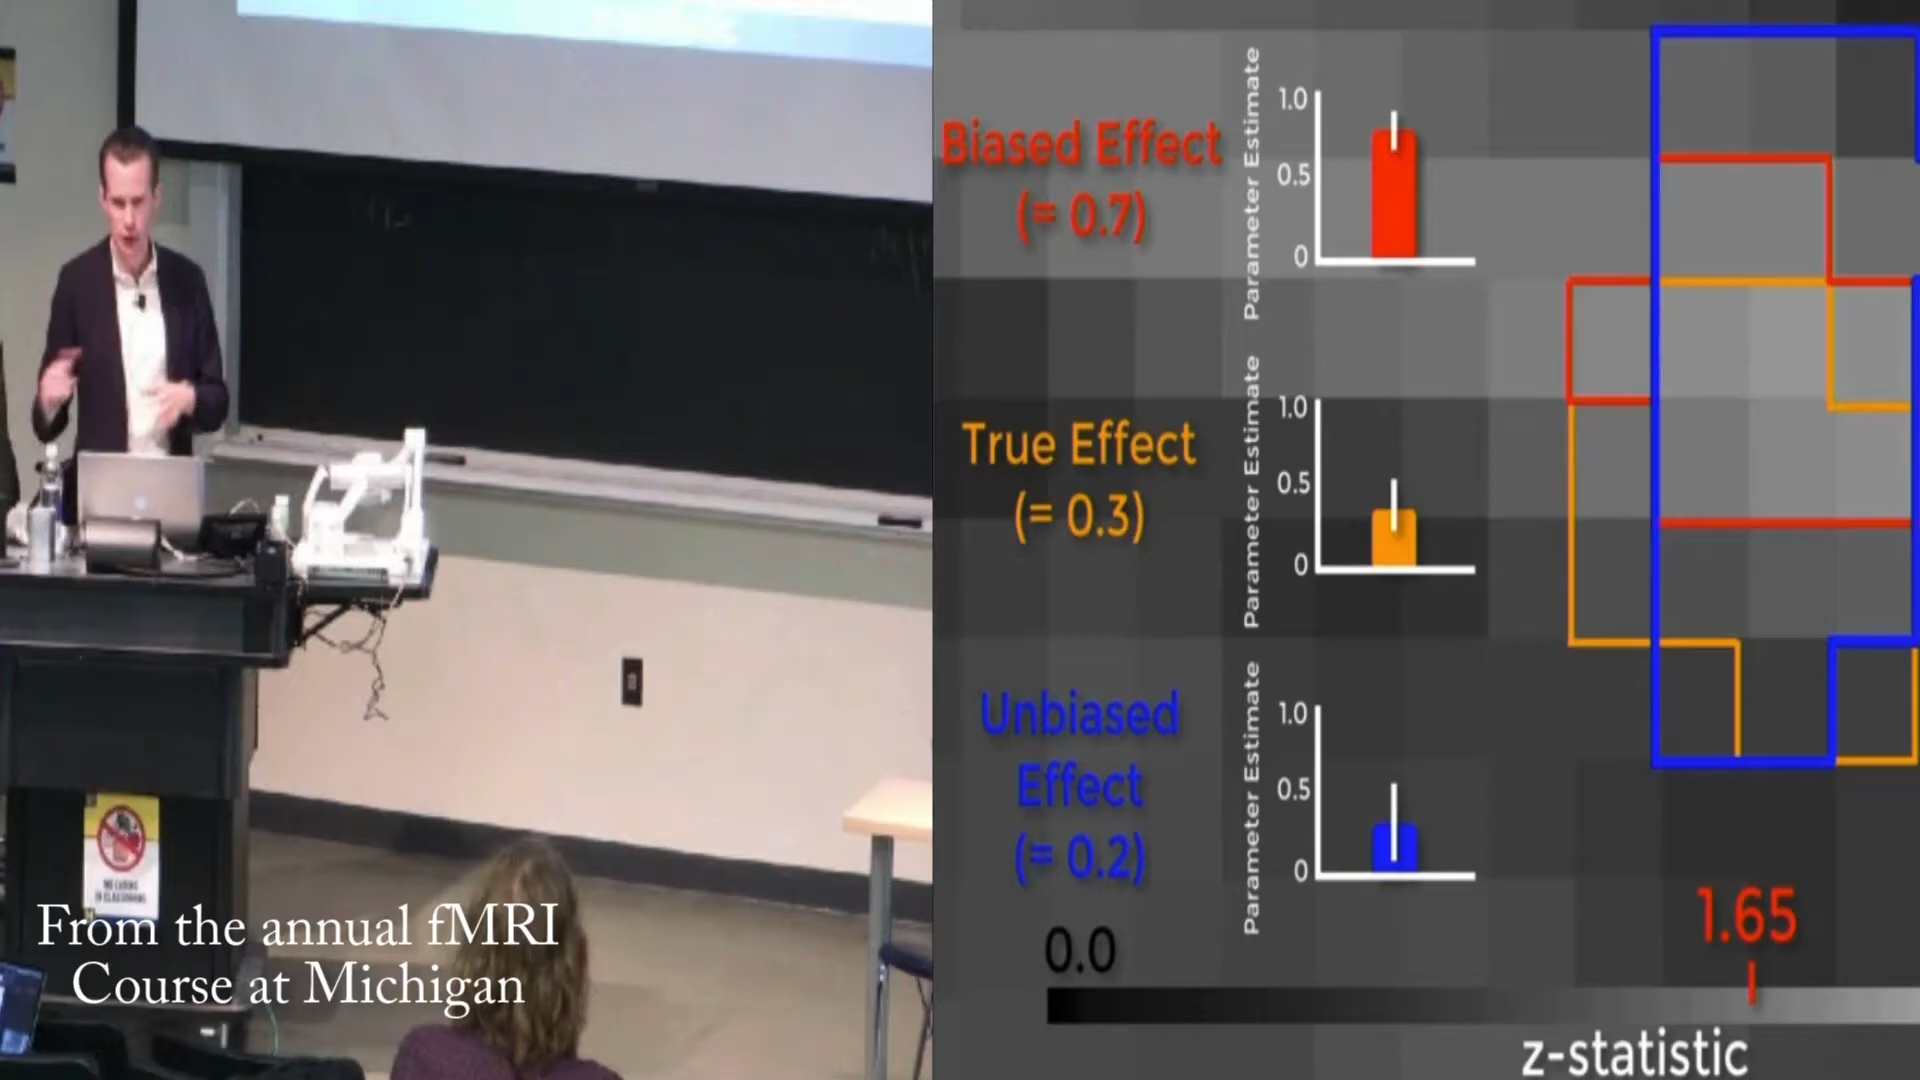 From the annual fMRI
Course at Michigan
Biased Effect
(= 0.7)
Parameter Estimate
1.0
0.5
0
True Effect
(= 0.3)
Parameter Estimate
1.0
0.5
0
Unbiased
Effect
(= 0.2)
Parameter Estimate
1.0
0.5
0
0.0
1.65
z-statistic